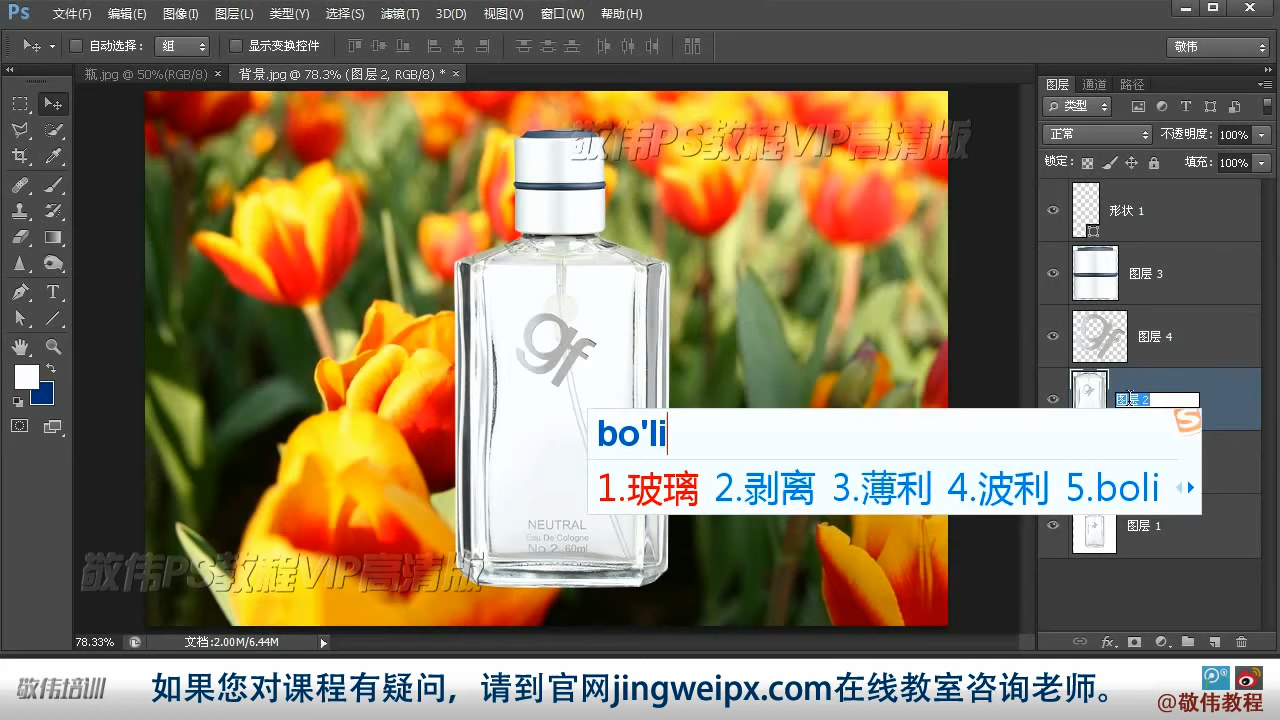 Ps 文件(F) 编辑(E) 图像(I) 图层(L) 类型(Y) 选择(S) 滤镜(T) 3D(D) 视图(V) 窗口(W) 帮助(H)
自动选择： 组 显示变换控件 敬伟
瓶.jpg @ 50%(RGB/8) × 背景.jpg @ 78.3% (图层 2, RGB/8) * ×
图层 通道 路径
类型
正常 不透明度： 100%
锁定： 填充： 100%
敬伟PS教程VIP高清版
形状 1
图层 3
gf
图层 4
图层 2
bo'li
1.玻璃 2.剥离 3.薄利 4.波利 5.boli
NEUTRAL
Eau De Cologne
No 2 60ml
图层 1
敬伟PS教程VIP高清版
78.33% 文档:2.00M/6.44M
敬伟培训 如果您对课程有疑问，请到官网jingweipx.com在线教室咨询老师。
@敬伟教程